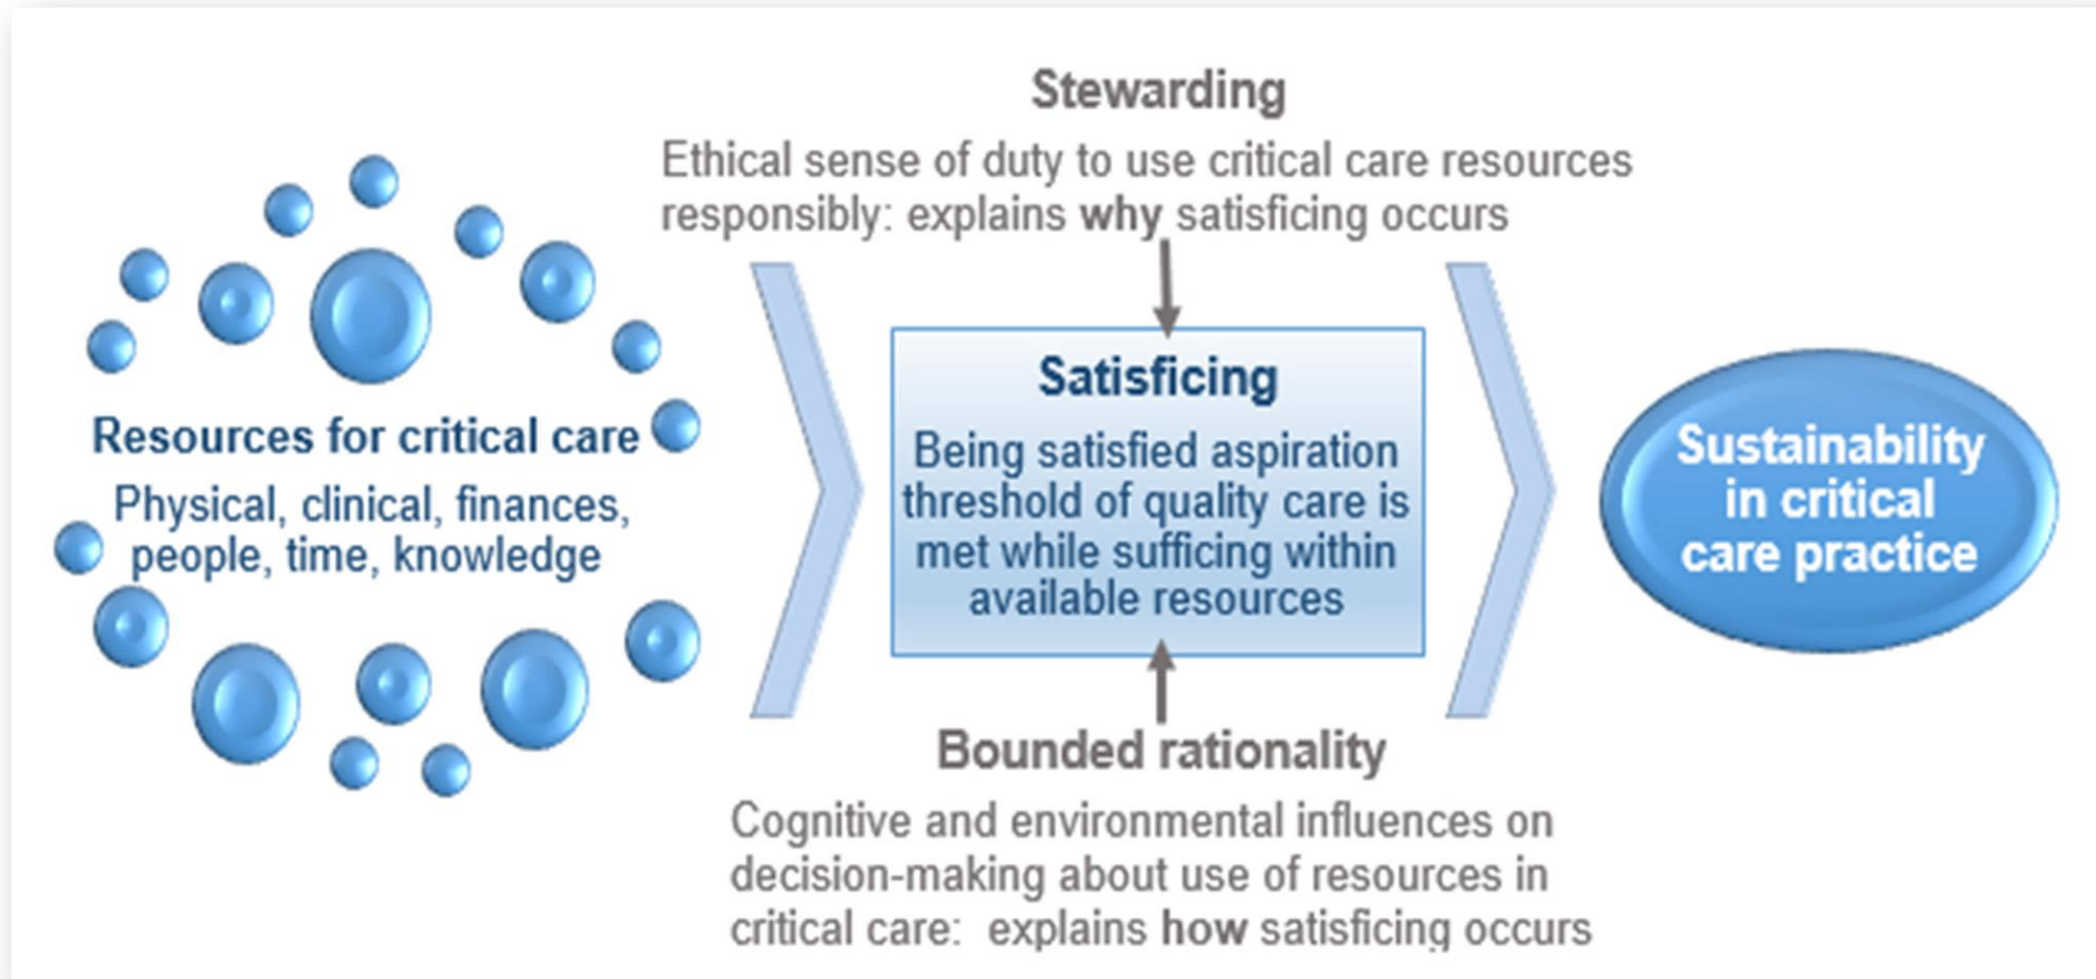 Stewarding
Ethical sense of duty to use critical care resources
responsibly: explains why satisficing occurs
Resources for critical care
Physical, clinical, finances,
people, time, knowledge
Satisficing
Being satisfied aspiration
threshold of quality care is
met while sufficing within
available resources
Sustainability
in critical
care practice
Bounded rationality
Cognitive and environmental influences on
decision-making about use of resources in
critical care: explains how satisficing occurs